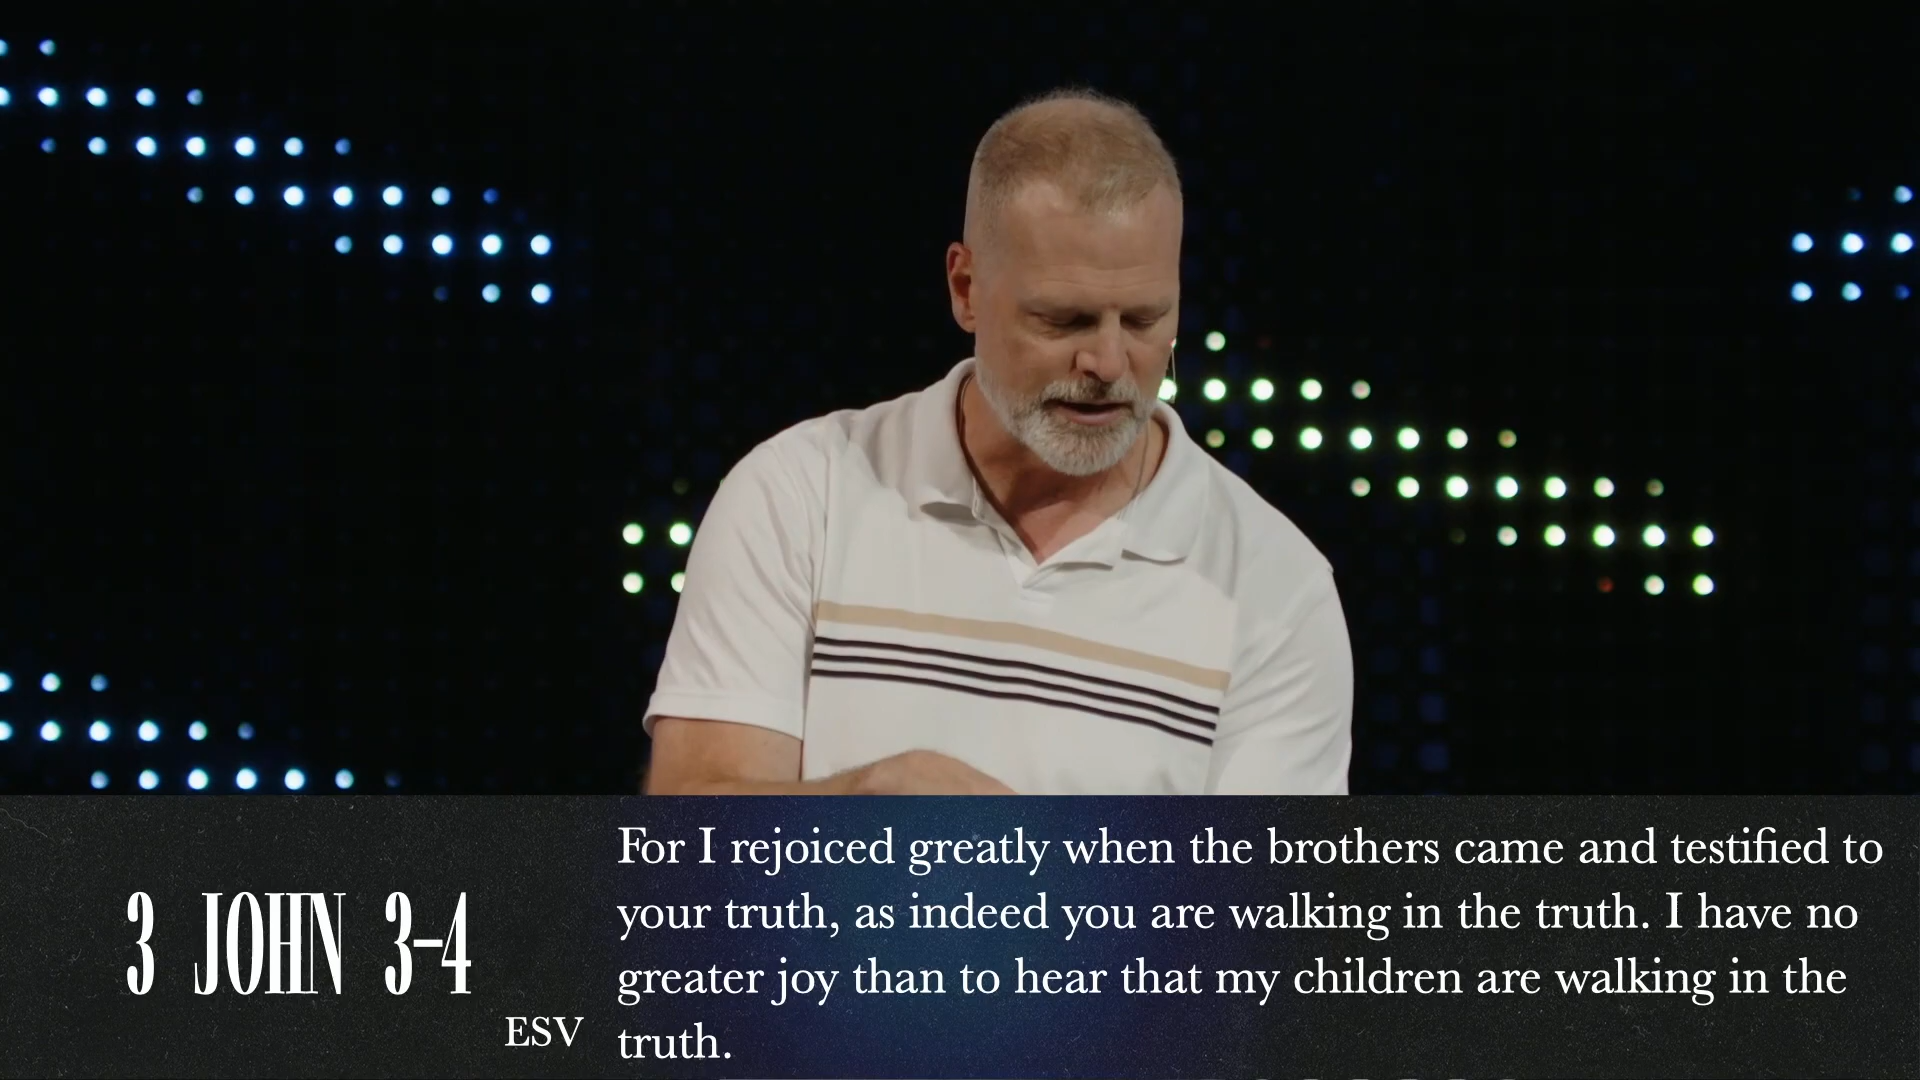 3 JOHN 3-4
ESV
For I rejoiced greatly when the brothers came and testified to
your truth, as indeed you are walking in the truth. I have no
greater joy than to hear that my children are walking in the
truth.